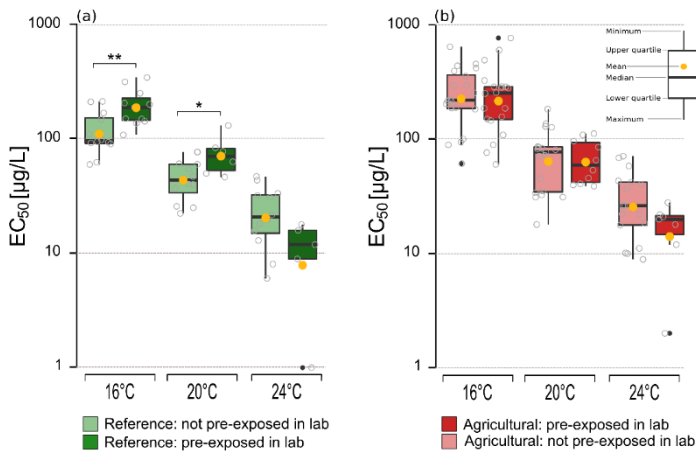 (a)
1000
100
10
1
EC50 [µg/L]
**
*
16°C
20°C
24°C
Reference: not pre-exposed in lab
Reference: pre-exposed in lab
(b)
1000
100
10
1
EC50 [µg/L]
Minimum
Upper quartile
Mean
Median
Lower quartile
Maximum
16°C
20°C
24°C
Agricultural: pre-exposed in lab
Agricultural: not pre-exposed in lab